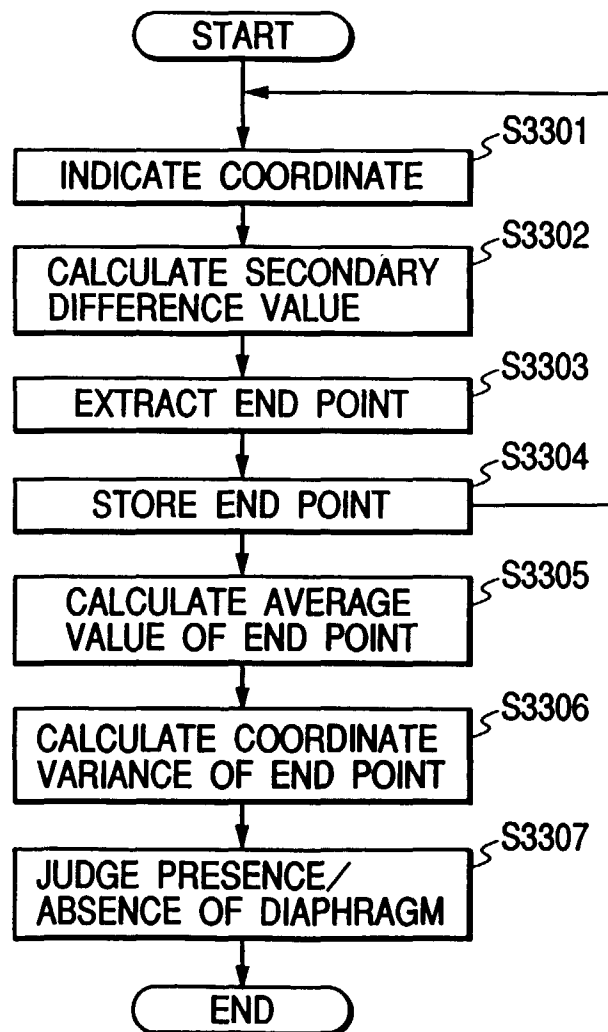 START
S3301
INDICATE COORDINATE
S3302
CALCULATE SECONDARY
DIFFERENCE VALUE
S3303
EXTRACT END POINT
S3304
STORE END POINT
S3305
CALCULATE AVERAGE
VALUE OF END POINT
S3306
CALCULATE COORDINATE
VARIANCE OF END POINT
S3307
JUDGE PRESENCE/
ABSENCE OF DIAPHRAGM
END